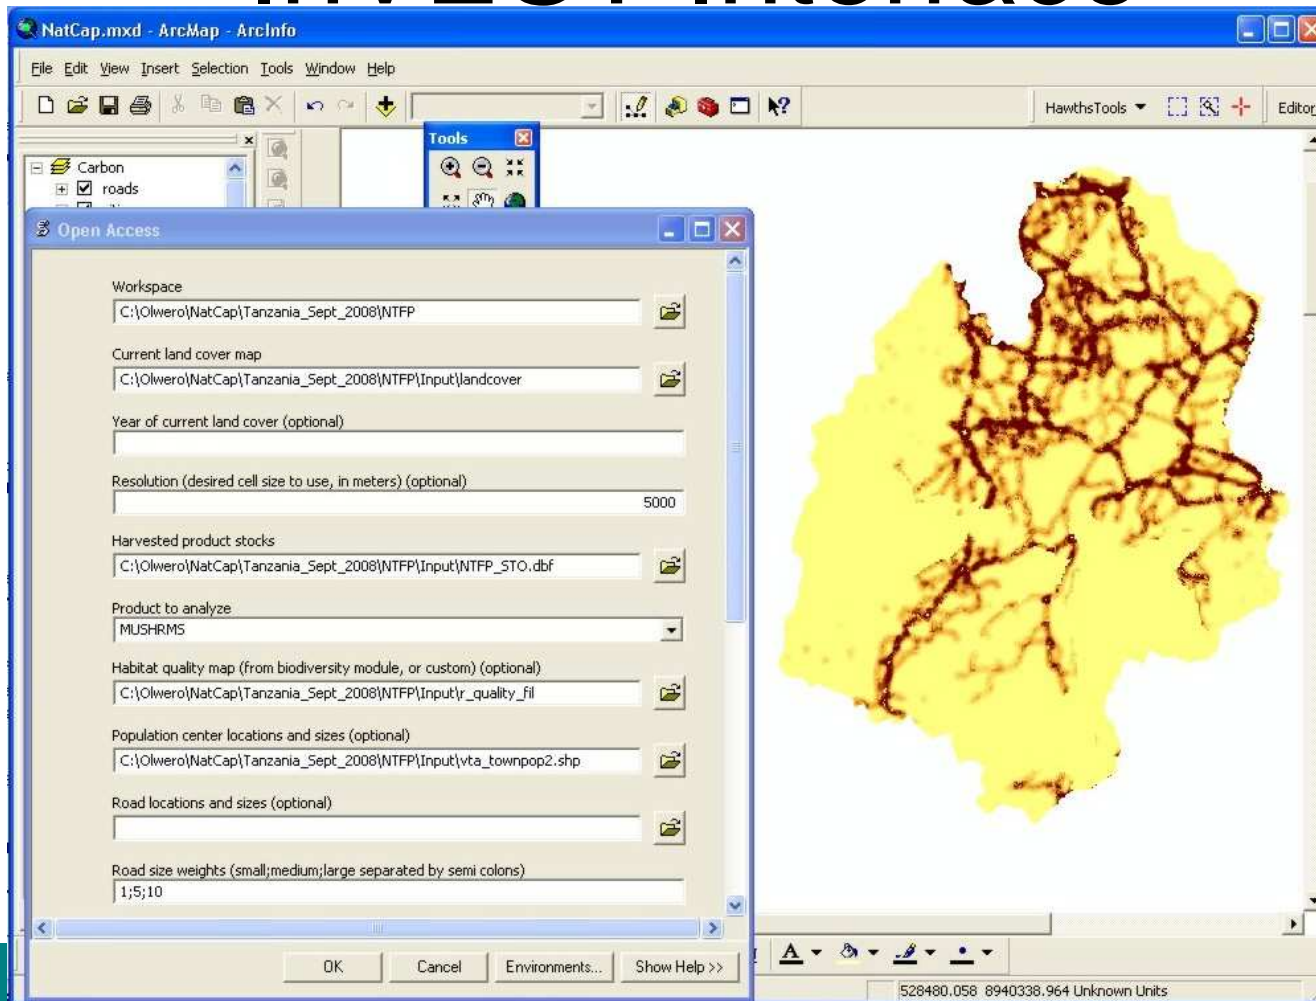 InVEST Interface
NatCap.mxd - ArcMap - ArcInfo
File Edit View Insert Selection Tools Window Help
HawthsTools
Editor
Tools
Carbon
roads
Open Access
Workspace
C:\Olwero\NatCap\Tanzania_Sept_2008\NTFP
Current land cover map
C:\Olwero\NatCap\Tanzania_Sept_2008\NTFP\Input\landcover
Year of current land cover (optional)
Resolution (desired cell size to use, in meters) (optional)
5000
Harvested product stocks
C:\Olwero\NatCap\Tanzania_Sept_2008\NTFP\Input\NTFP_STO.dbf
Product to analyze
MUSHRMS
Habitat quality map (from biodiversity module, or custom) (optional)
C:\Olwero\NatCap\Tanzania_Sept_2008\NTFP\Input\r_quality_fil
Population center locations and sizes (optional)
C:\Olwero\NatCap\Tanzania_Sept_2008\NTFP\Input\vta_townpop2.shp
Road locations and sizes (optional)
Road size weights (small;medium;large separated by semi colons)
1;5;10
OK Cancel Environments... Show Help >>
A
528480.058 8940338.964 Unknown Units